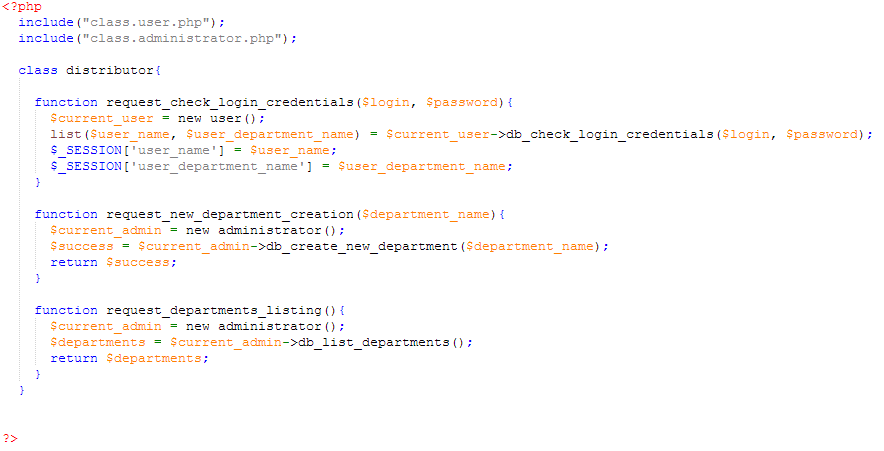 <?php
  include("class.user.php");
  include("class.administrator.php");

  class distributor{

    function request_check_login_credentials($login, $password){
      $current_user = new user();
      list($user_name, $user_department_name) = $current_user->db_check_login_credentials($login, $password);
      $_SESSION['user_name'] = $user_name;
      $_SESSION['user_department_name'] = $user_department_name;
    }

    function request_new_department_creation($department_name){
      $current_admin = new administrator();
      $success = $current_admin->db_create_new_department($department_name);
      return $success;
    }

    function request_departments_listing(){
      $current_admin = new administrator();
      $departments = $current_admin->db_list_departments();
      return $departments;
    }
  }

?>